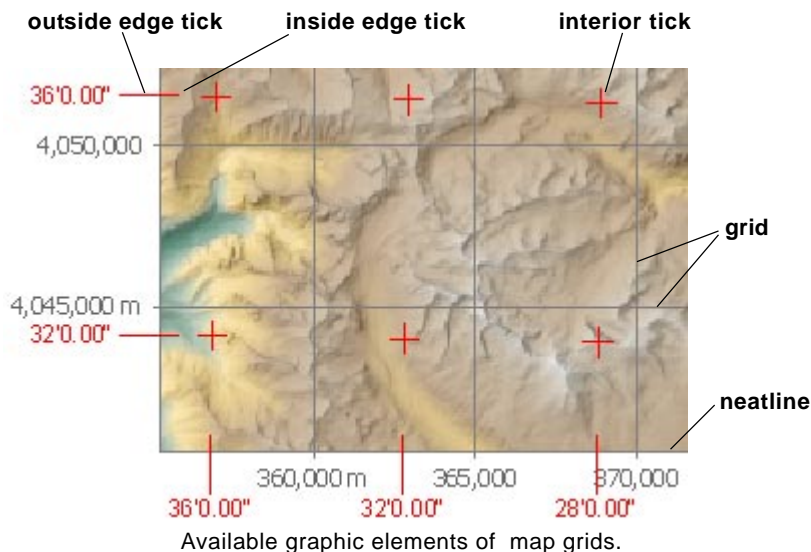 outside edge tick inside edge tick interior tick
36'0.00"
4,050,000
grid
4,045,000 m
32'0.00"
neatline
360,000 m 365,000 370,000
36'0.00" 32'0.00" 28'0.00"
Available graphic elements of map grids.